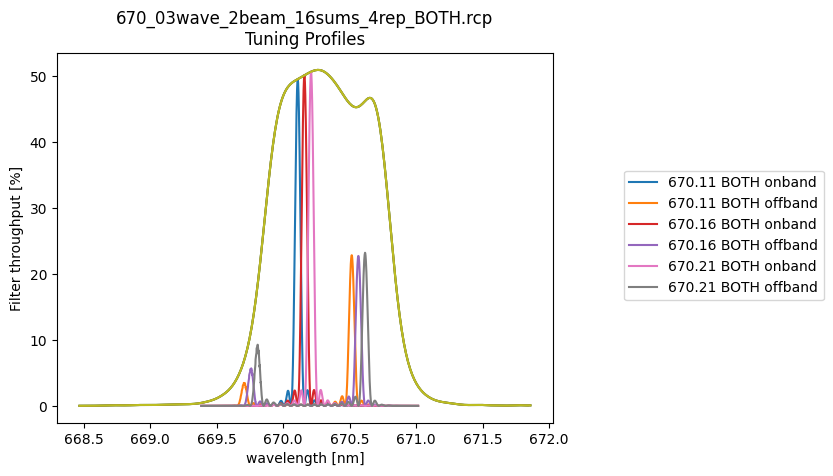 670_03wave_2beam_16sums_4rep_BOTH.rcp
Tuning Profiles
Filter throughput [%]
50
40
30
20
10
0
668.5 669.0 669.5 670.0 670.5 671.0 671.5 672.0
wavelength [nm]
670.11 BOTH onband
670.11 BOTH offband
670.16 BOTH onband
670.16 BOTH offband
670.21 BOTH onband
670.21 BOTH offband